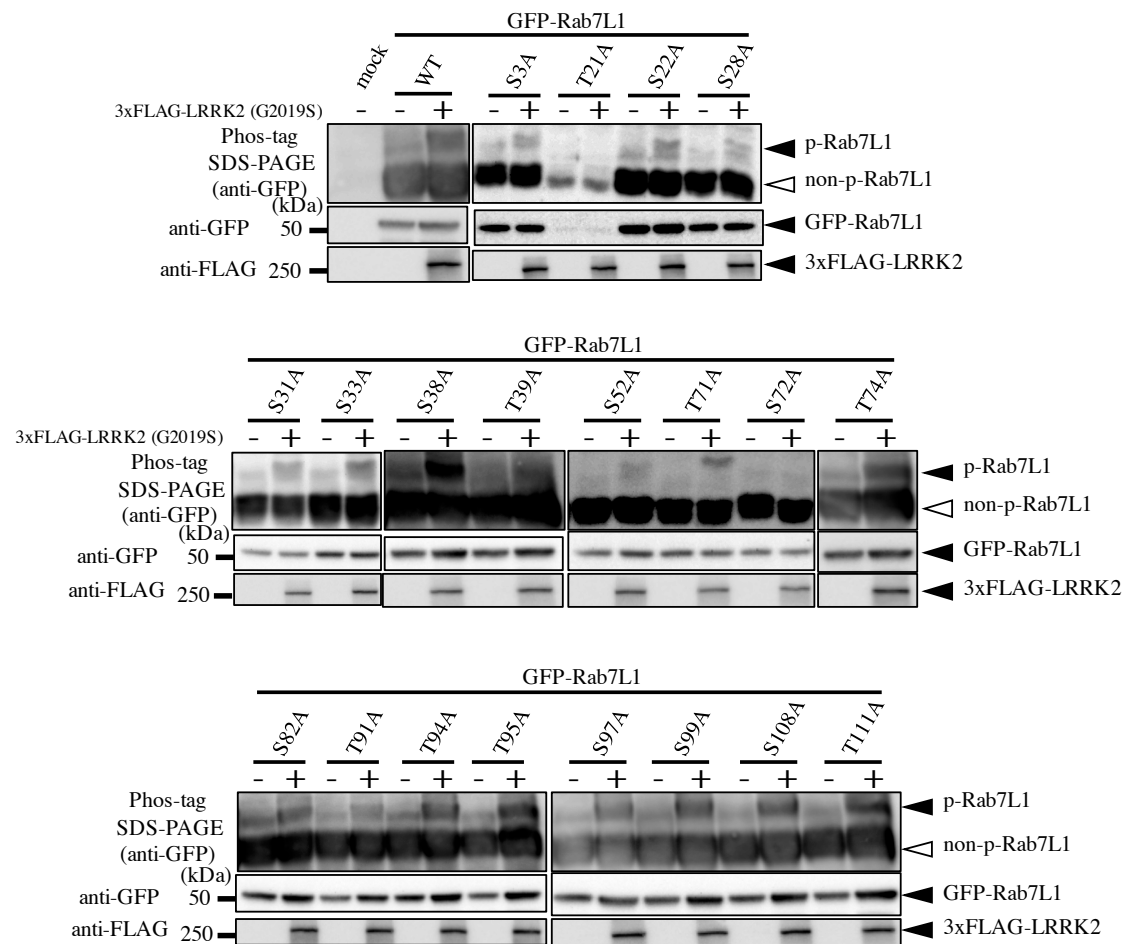 GFP-Rab7L1
mock WT S3A T21A S22A S28A
3xFLAG-LRRK2 (G2019S) - - + - + - + - + - +
Phos-tag
SDS-PAGE
(anti-GFP)
p-Rab7L1
non-p-Rab7L1
(kDa)
anti-GFP 50 GFP-Rab7L1
anti-FLAG 250 3xFLAG-LRRK2
GFP-Rab7L1
S31A S33A S38A T39A S52A T71A S72A T74A
3xFLAG-LRRK2 (G2019S) - + - + - + - + - + - + - + - +
Phos-tag
SDS-PAGE
(anti-GFP)
p-Rab7L1
non-p-Rab7L1
(kDa)
anti-GFP 50 GFP-Rab7L1
anti-FLAG 250 3xFLAG-LRRK2
GFP-Rab7L1
S82A T91A T94A T95A S97A S99A S108A T111A
- + - + - + - + - + - + - + - +
Phos-tag
SDS-PAGE
(anti-GFP)
p-Rab7L1
non-p-Rab7L1
(kDa)
anti-GFP 50 GFP-Rab7L1
anti-FLAG 250 3xFLAG-LRRK2